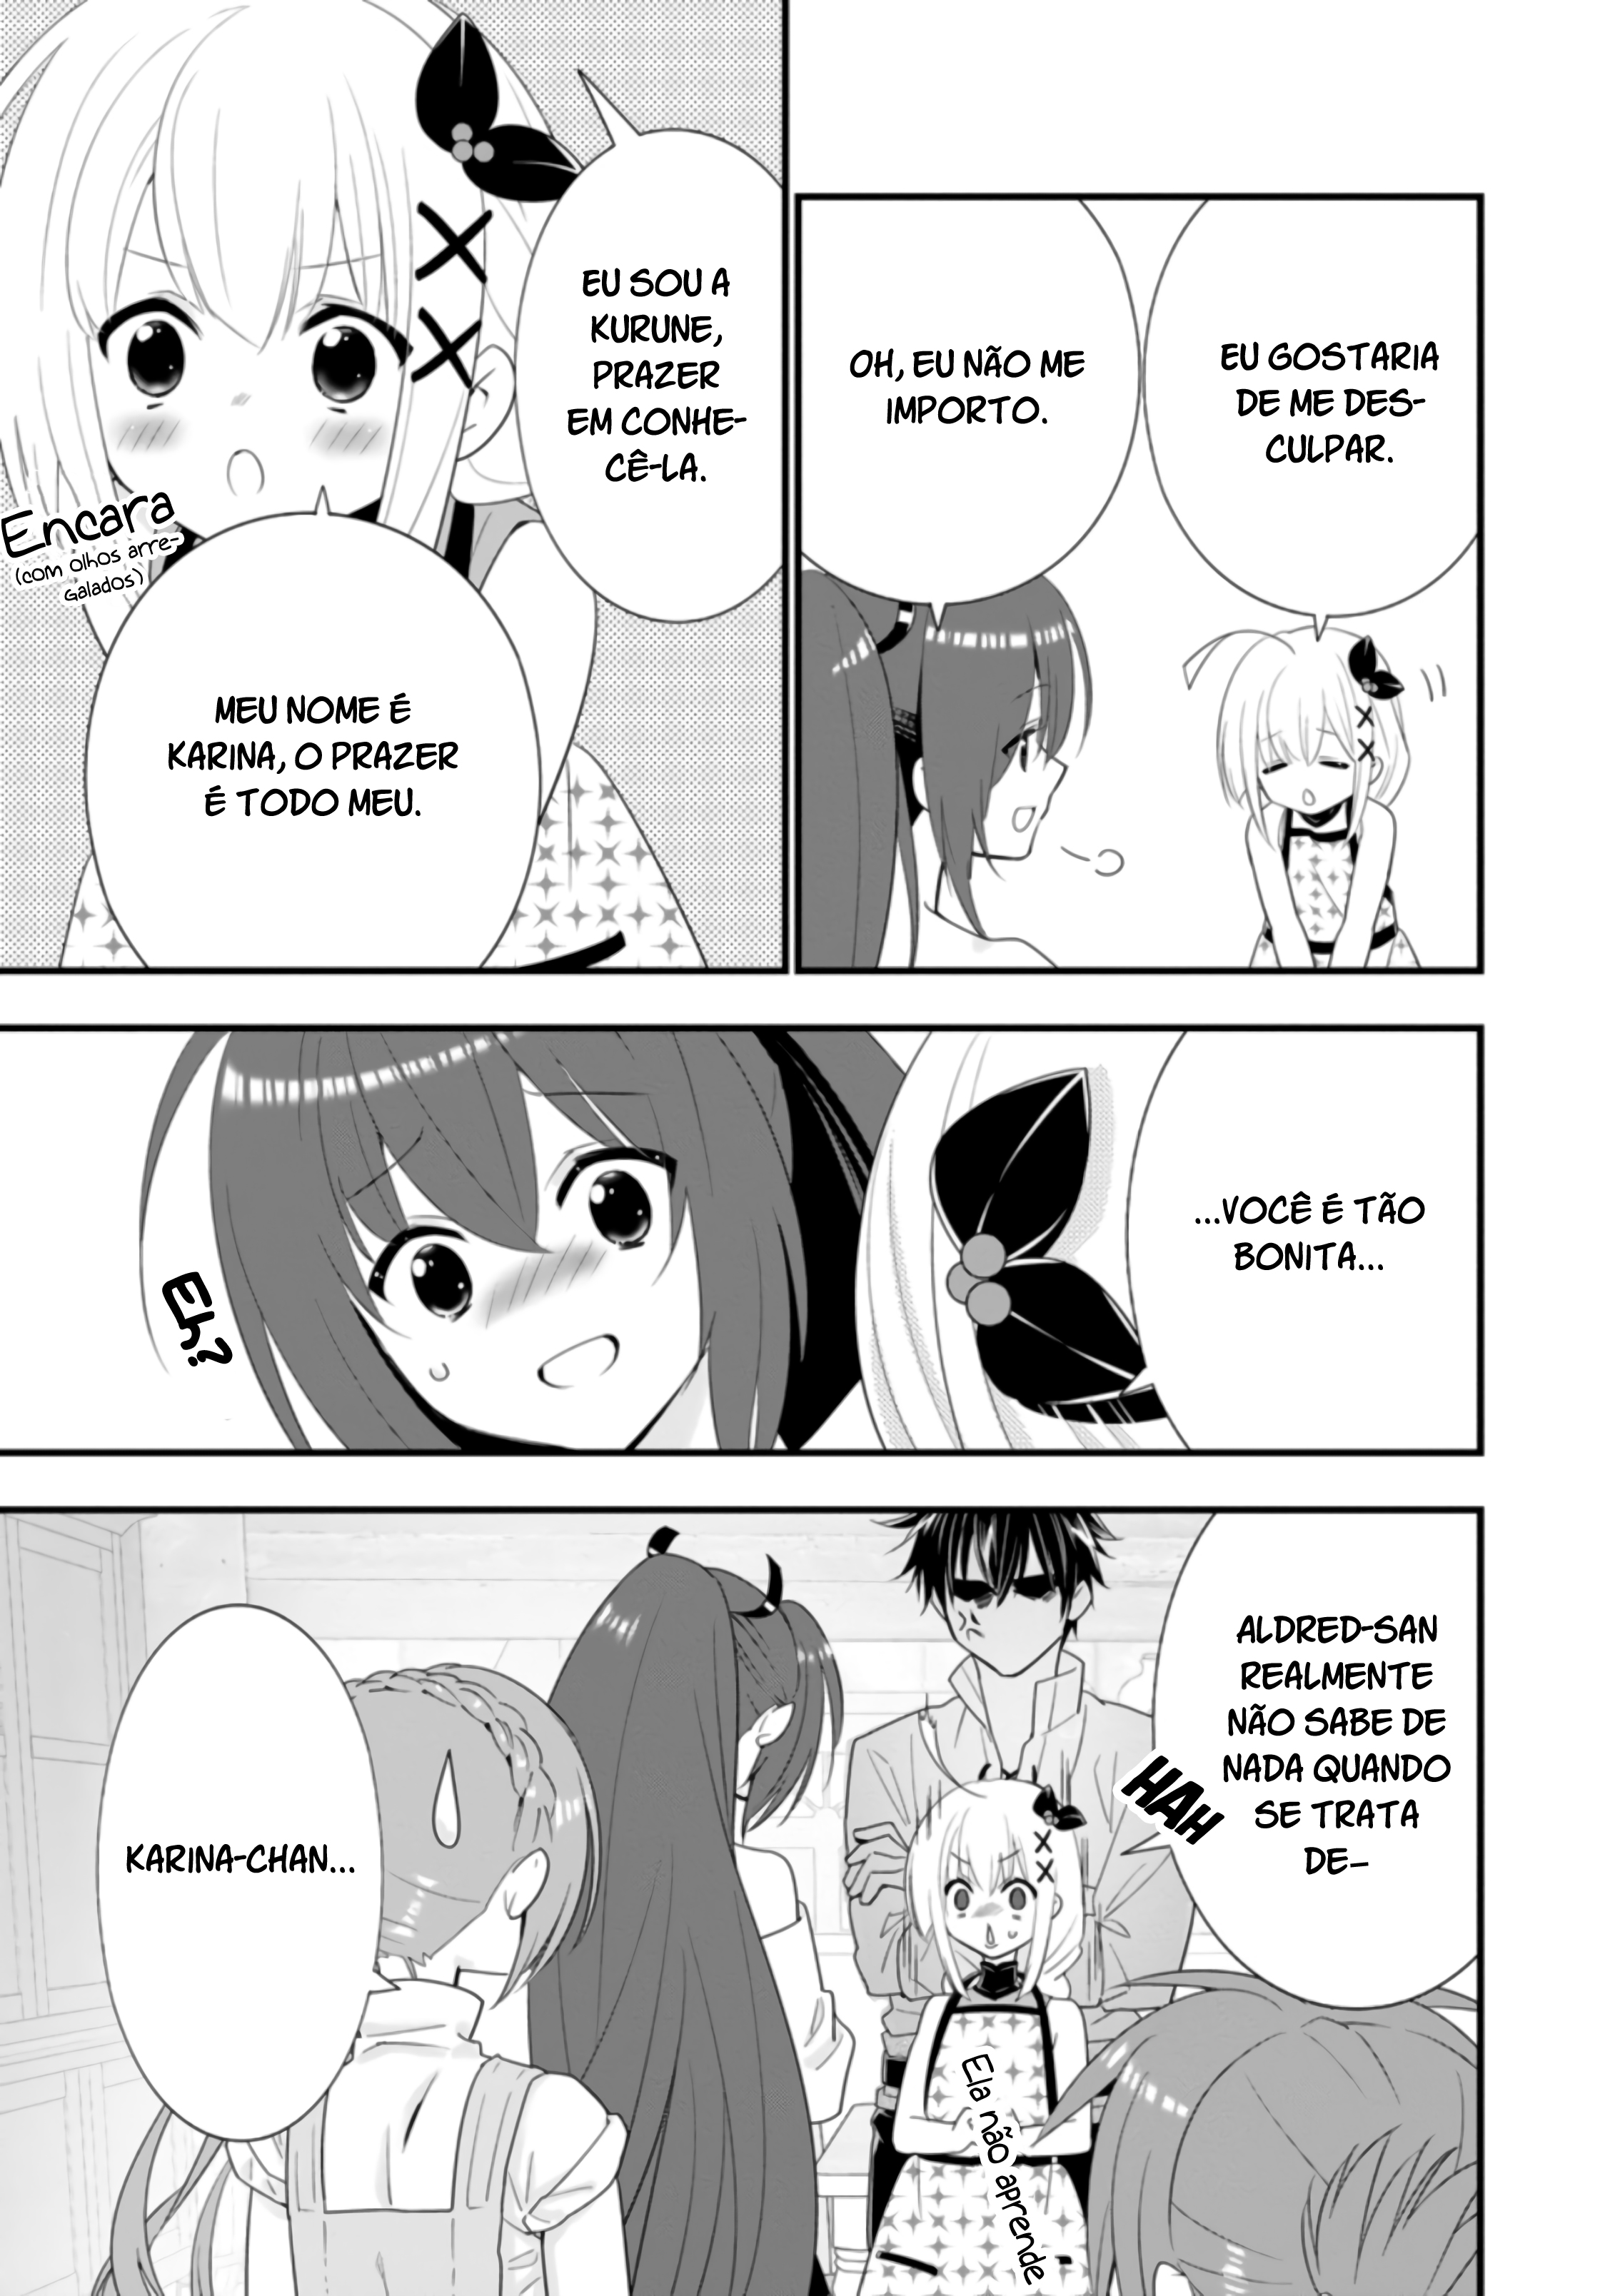 EU GOSTARIA
DE ME DES-
CULPAR.
OH, EU NÃO ME
IMPORTO.
EU SOU A
KURUNE,
PRAZER
EM CONHE-
CÊ-LA.
Encara
(com olhos arre-
galados)
MEU NOME É
KARINA, O PRAZER
É TODO MEU.
...VOCÊ É TÃO
BONITA...
Eh?
ALDRED-SAN
REALMENTE
NÃO SABE DE
NADA QUANDO
SE TRATA
DE–
HAH
KARINA-CHAN...
Ela não aprende